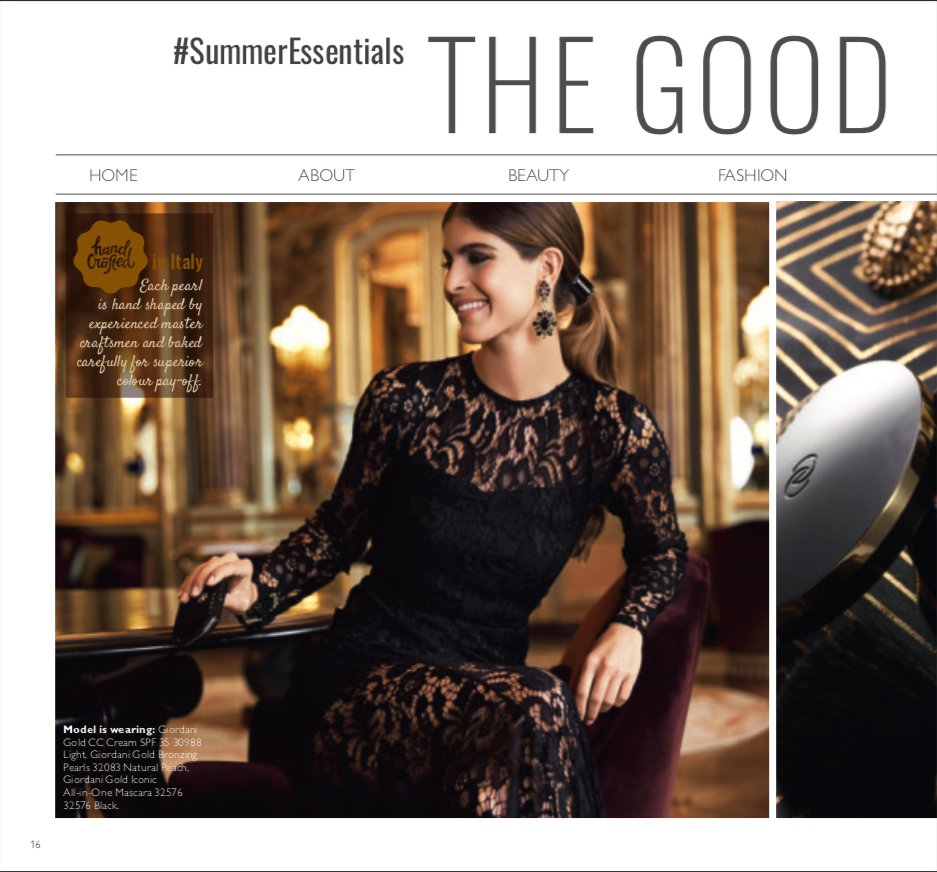 #SummerEssentials
THE GOOD
HOME ABOUT BEAUTY FASHION
hand
Crafted
in Italy
Each pearl
is hand shaped by
experienced master
craftsmen and baked
carefully for superior
colour pay-off.
Model is wearing: Giordani
Gold CC Cream SPF 35 30988
Light, Giordani Gold Bronzing
Pearls 32083 Natural Peach,
Giordani Gold Iconic
All-in-One Mascara 32576
32576 Black.
16